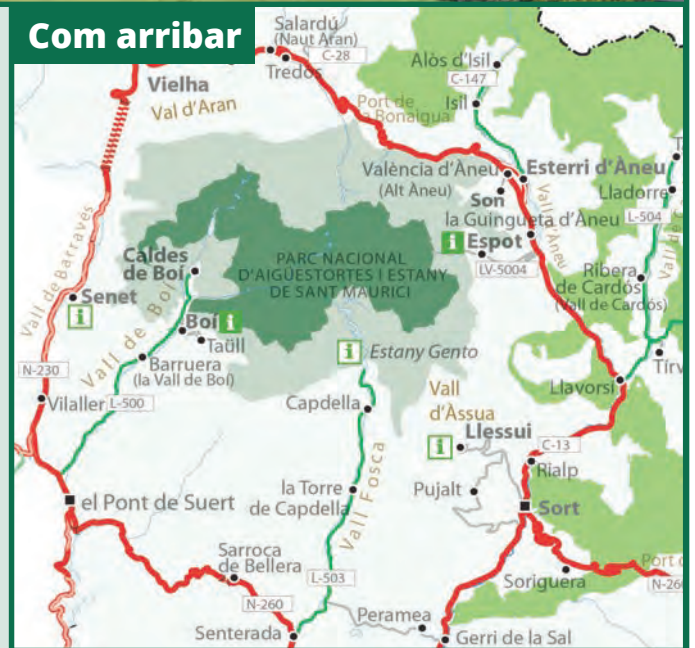 Com arribar
Salardú
(Naut Aran)
C-28
Tredòs
Alòs d'Isil
C-147
Isil
Vielha
Val d'Aran
Port de
la Bonaigua
València d'Àneu
(Alt Àneu)
Esterri d'Àneu
Son
Lladorre
la Guingueta d'Àneu
L-504
Vall d'Àneu
i Espot
LV-5004
Vall de Barravés
Caldes
de Boí
PARC NACIONAL
D'AIGÜESTORTES I ESTANY
DE SANT MAURICI
Ribera
de Cardós
(Vall de Cardós)
Senet
i
Vall de Boí
Boí i
Taüll
Barruera
(la Vall de Boí)
i Estany Gento
N-230
Vilaller
L-500
Capdella
Vall
d'Àssua
Llavorsí
Tírv
i
Llessui
C-13
Rialp
Pujalt
el Pont de Suert
la Torre
de Capdella
Vall Fosca
Sort
Sarroca
de Bellera
L-503
Soriguera
Port d
N-26
N-260
Peramea
Senterada
Gerri de la Sal